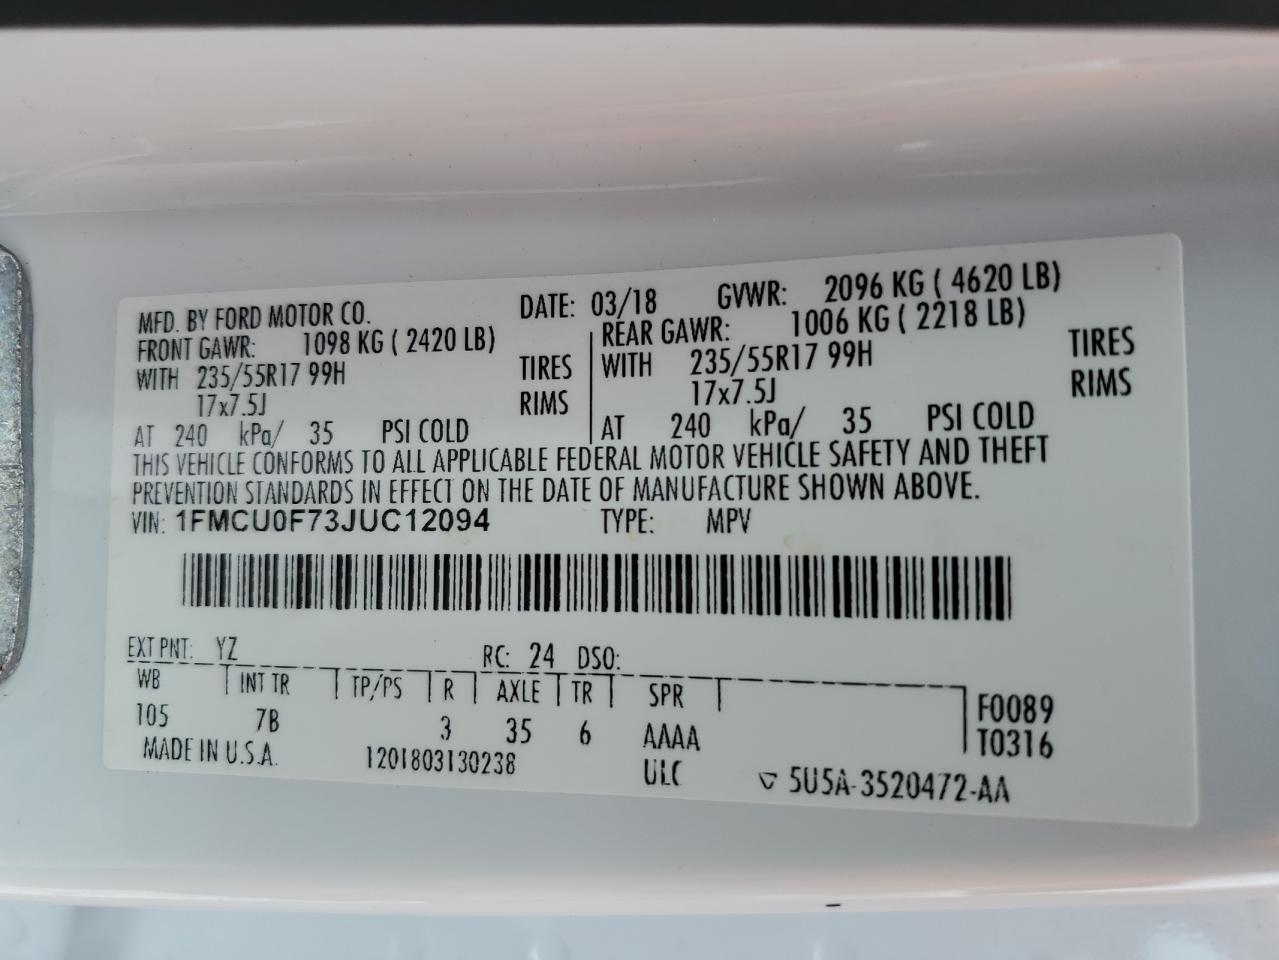 MFD. BY FORD MOTOR CO. DATE: 03/18 GVWR: 2096 KG ( 4620 LB)
FRONT GAWR: 1098 KG ( 2420 LB) REAR GAWR: 1006 KG ( 2218 LB)
WITH 235/55R17 99H TIRES WITH 235/55R17 99H TIRES
17x7.5J RIMS 17x7.5J RIMS
AT 240 kPa/ 35 PSI COLD AT 240 kPa/ 35 PSI COLD
THIS VEHICLE CONFORMS TO ALL APPLICABLE FEDERAL MOTOR VEHICLE SAFETY AND THEFT
PREVENTION STANDARDS IN EFFECT ON THE DATE OF MANUFACTURE SHOWN ABOVE.
VIN: 1FMCU0F73JUC12094 TYPE: MPV
EXT PNT: YZ RC: 24 DSO:
WB INT TR TP/PS R AXLE TR SPR F0089
105 7B 3 35 6 AAAA T0316
MADE IN U.S.A. 1201803130238 ULC 5U5A-3520472-AA